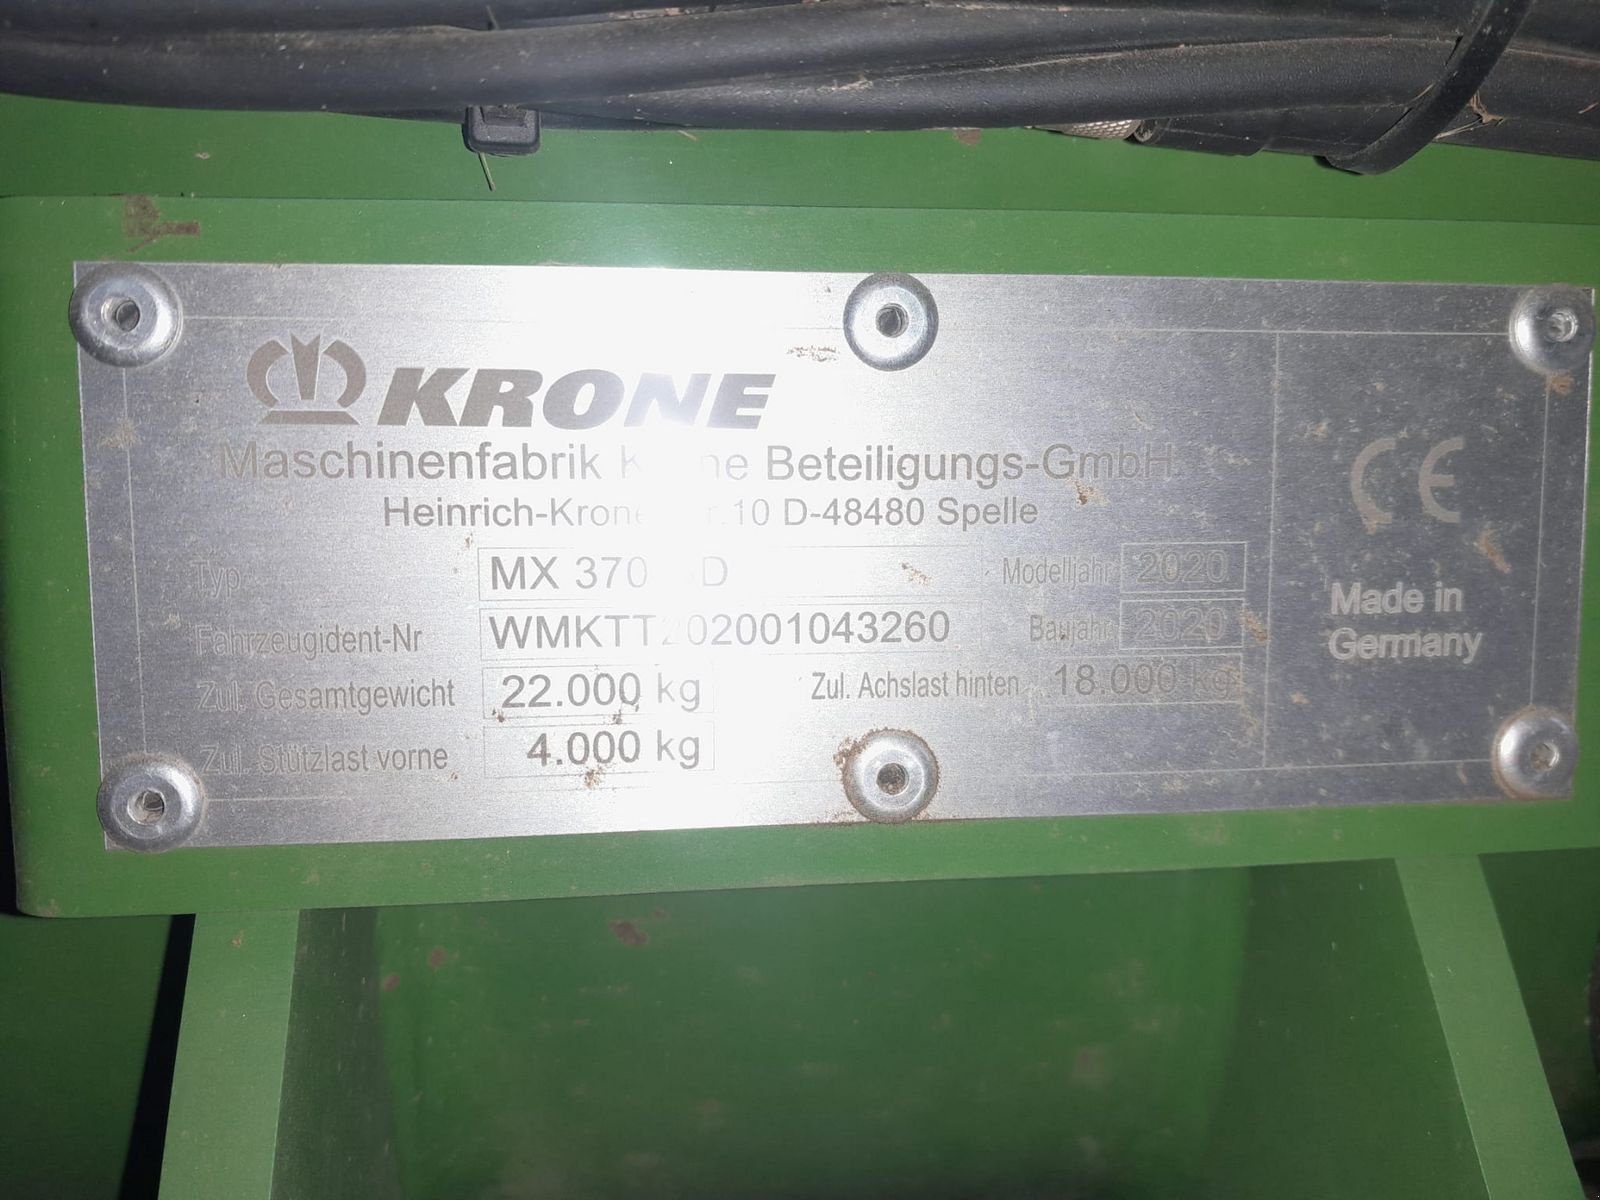 KRONE
Maschinenfabrik Krone Beteiligungs-GmbH
10 D-48480 Spelle
Typ MX 370 Modelljahr 2020
Fahrzeugident-Nr Baujahr 2020
Zul. Gesamtgewicht 22.000 kg Zul. Achslast hinten 18.000 kg
Zul. Stützlast vorne 4.000 kg
CE
Made in
Germany